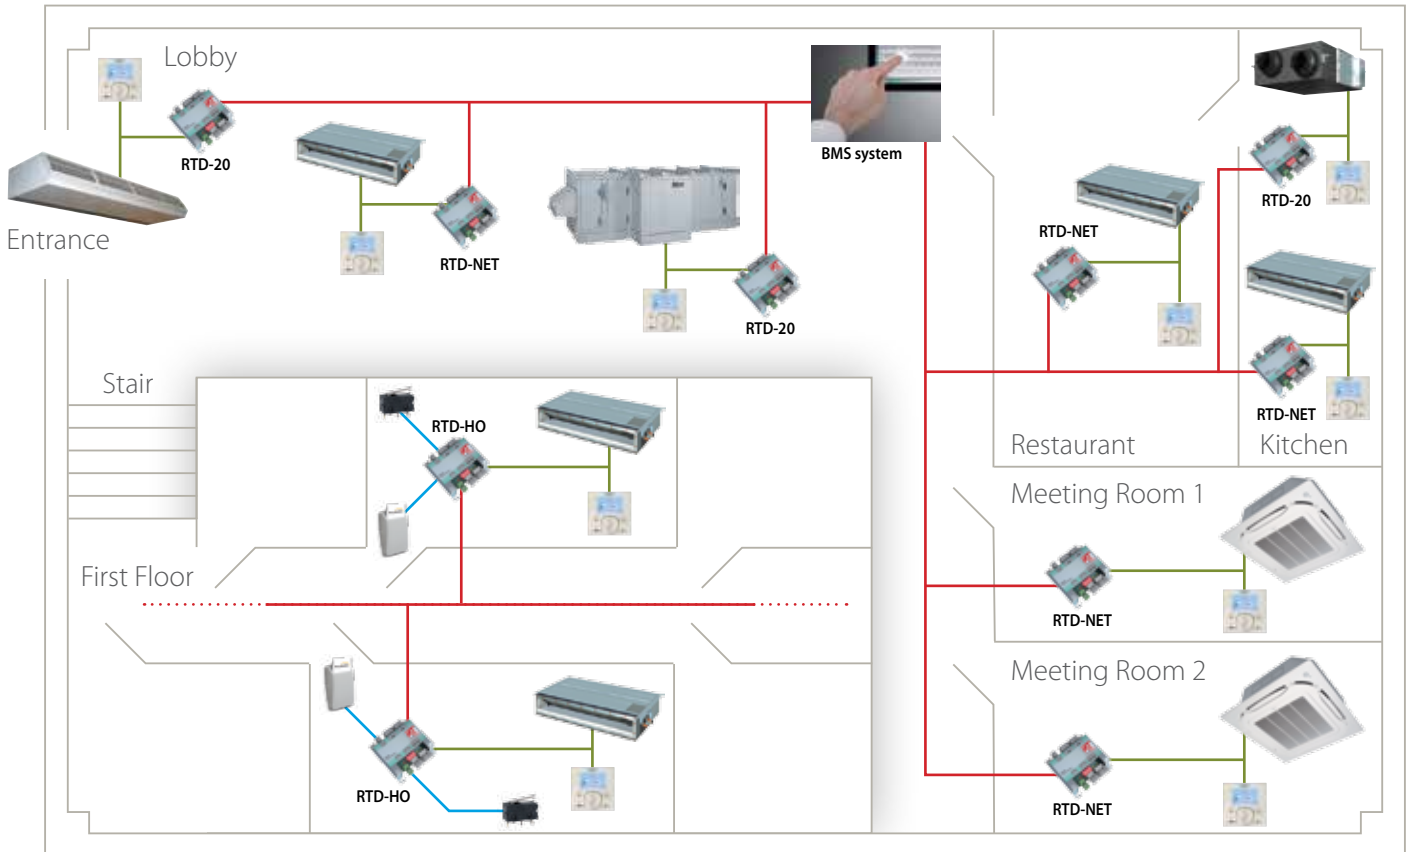 Lobby
RTD-20
BMS system
RTD-20
Entrance
RTD-NET
RTD-NET
RTD-20
RTD-NET
Stair
RTD-HO
Restaurant
Kitchen
Meeting Room 1
First Floor
RTD-NET
Meeting Room 2
RTD-HO
RTD-NET